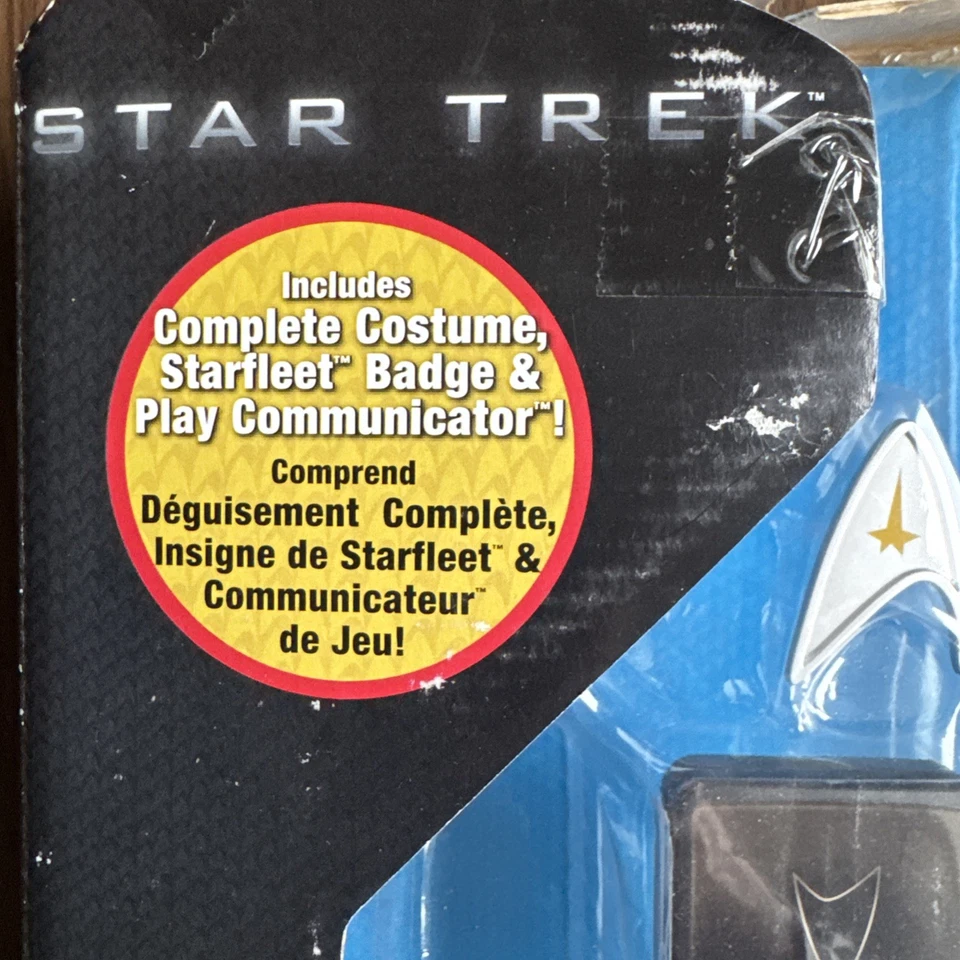 STAR TREK™
Includes
Complete Costume,
Starfleet™ Badge &
Play Communicator™!
Comprend
Déguisement Complète,
Insigne de Starfleet™ &
Communicateur™
de Jeu!